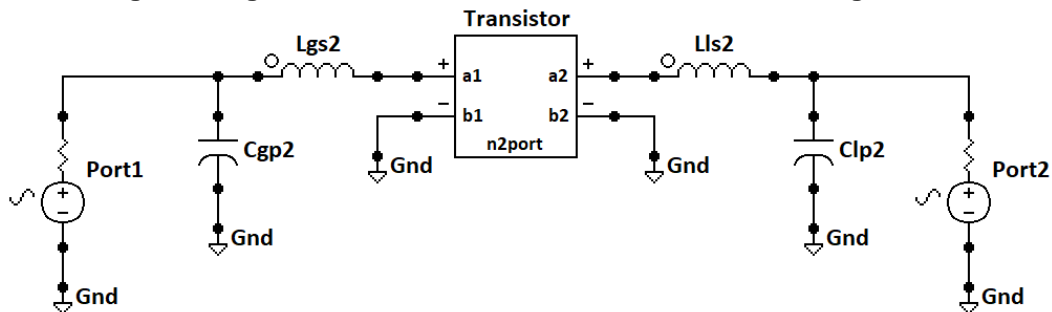 Transistor
Lgs2
Lls2
+
a1
a2
+
−
b1
b2
−
n2port
Cgp2
Clp2
Gnd
Gnd
Port1
Port2
+
−
+
−
Gnd
Gnd
Gnd
Gnd